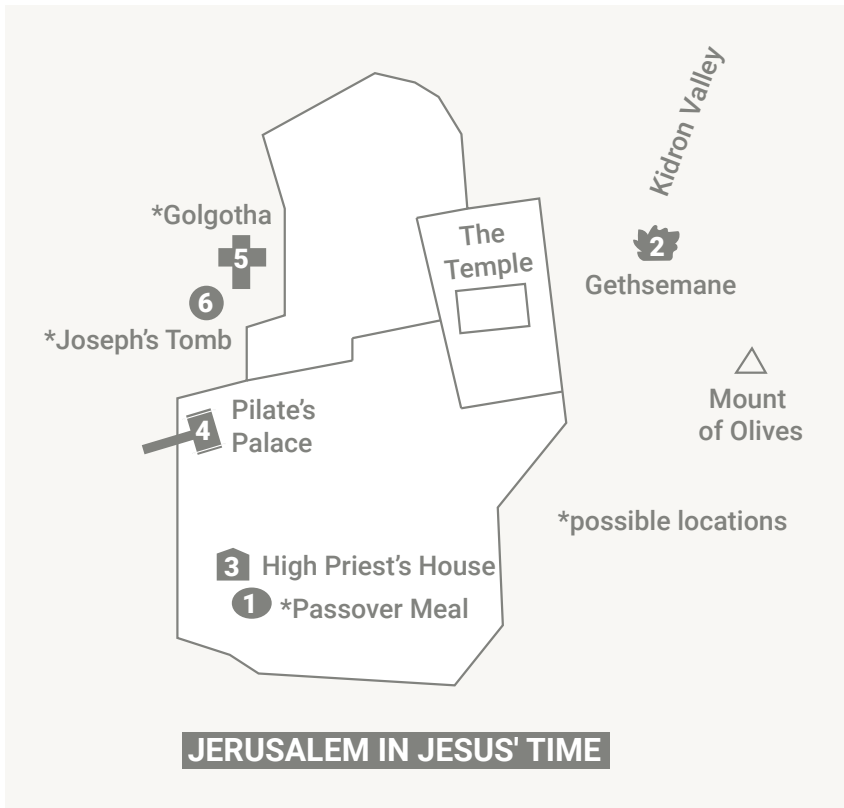 Kidron Valley
*Golgotha
5
6
*Joseph's Tomb
The
Temple
2
Gethsemane
Mount
of Olives
4
Pilate's
Palace
*possible locations
3 High Priest's House
1 *Passover Meal
JERUSALEM IN JESUS' TIME